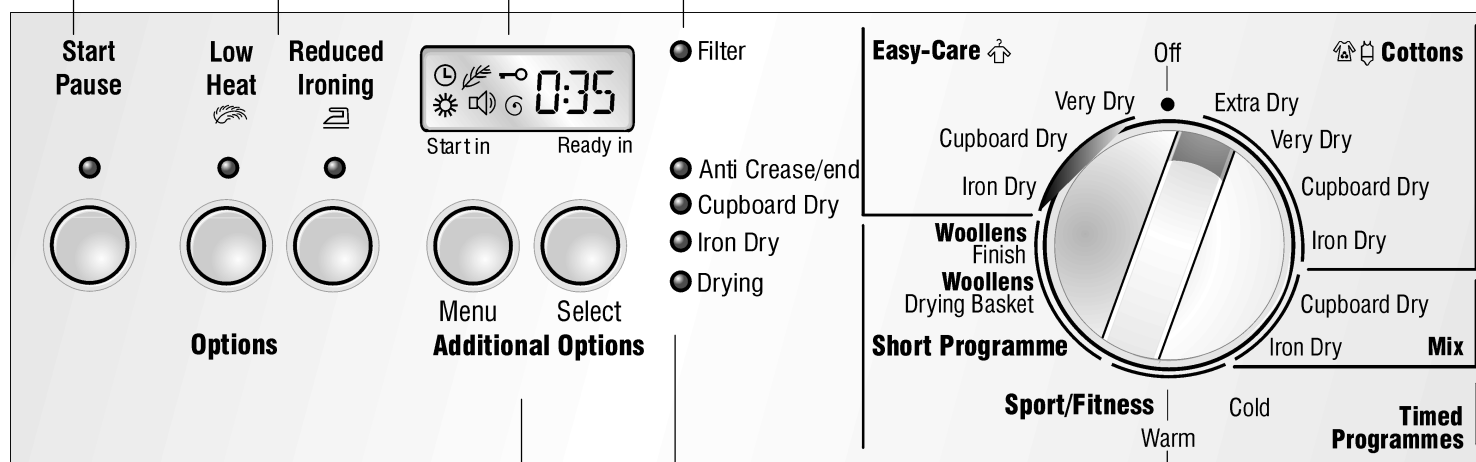 Start
Pause
Low
Heat
Reduced
Ironing
0:35
Start in
Ready in
Menu
Select
Options
Additional Options
Filter
Anti Crease/end
Cupboard Dry
Iron Dry
Drying
Easy-Care
Off
Cottons
Very Dry
Cupboard Dry
Iron Dry
Extra Dry
Very Dry
Cupboard Dry
Iron Dry
Woollens
Finish
Woollens
Drying Basket
Short Programme
Sport/Fitness
Cupboard Dry
Iron Dry
Mix
Cold
Warm
Timed
Programmes